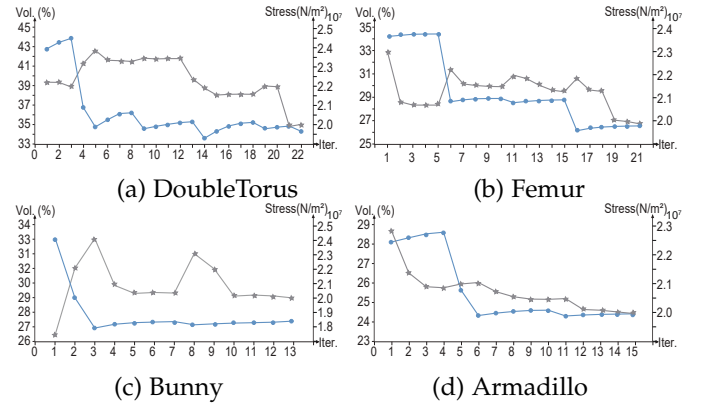 Vol. (%) Stress(N/m²)10⁷ Vol. (%) Stress(N/m²)10⁷
45 2.5 35 2.4
43 2.4 33 2.3
41 2.3 31 2.2
39 2.2 29 2.1
37 2.1 27 2.0
35 2.0 25
33
0 2 4 6 8 10 12 14 16 18 20 22 Iter. 1 3 5 7 9 11 13 15 17 19 21 Iter.
(a) DoubleTorus (b) Femur
Vol. (%) Stress(N/m²)10⁷ Vol. (%) Stress(N/m²)10⁷
34 2.5 29 2.3
33 2.4 28 2.2
32 2.3 27 2.1
31 2.2 26 2.0
30 2.1 25
29 2.0 24
28 1.9 23
27 1.8
26
0 1 2 3 4 5 6 7 8 9 10 11 12 13 Iter. 0 1 2 3 4 5 6 7 8 9 10 11 12 13 14 15 Iter.
(c) Bunny (d) Armadillo